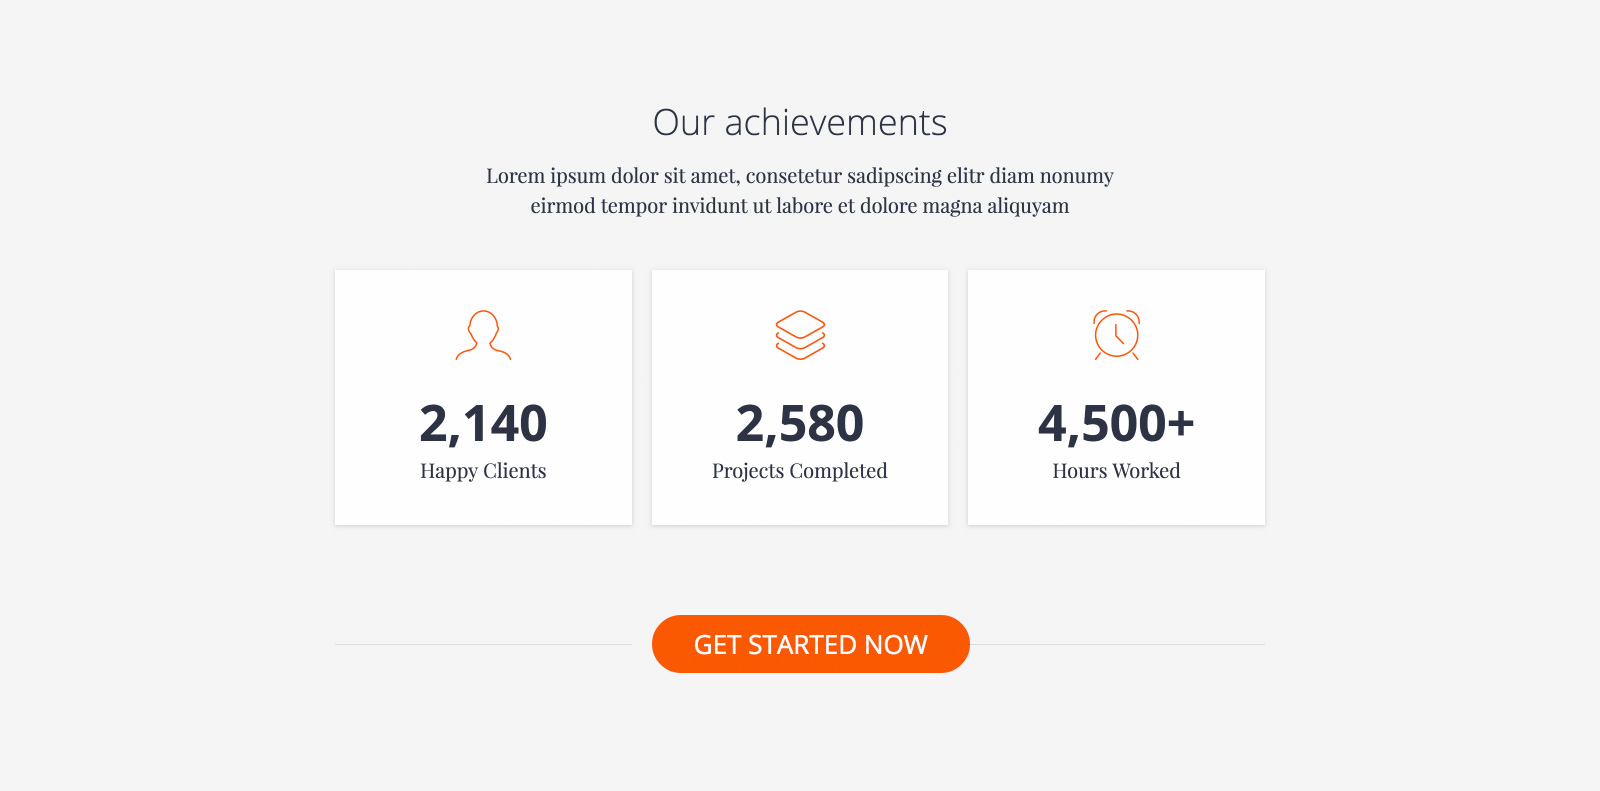 Our achievements
Lorem ipsum dolor sit amet, consetetur sadipscing elitr diam nonumy
eirmod tempor invidunt ut labore et dolore magna aliquyam
2,140
Happy Clients
2,580
Projects Completed
4,500+
Hours Worked
GET STARTED NOW